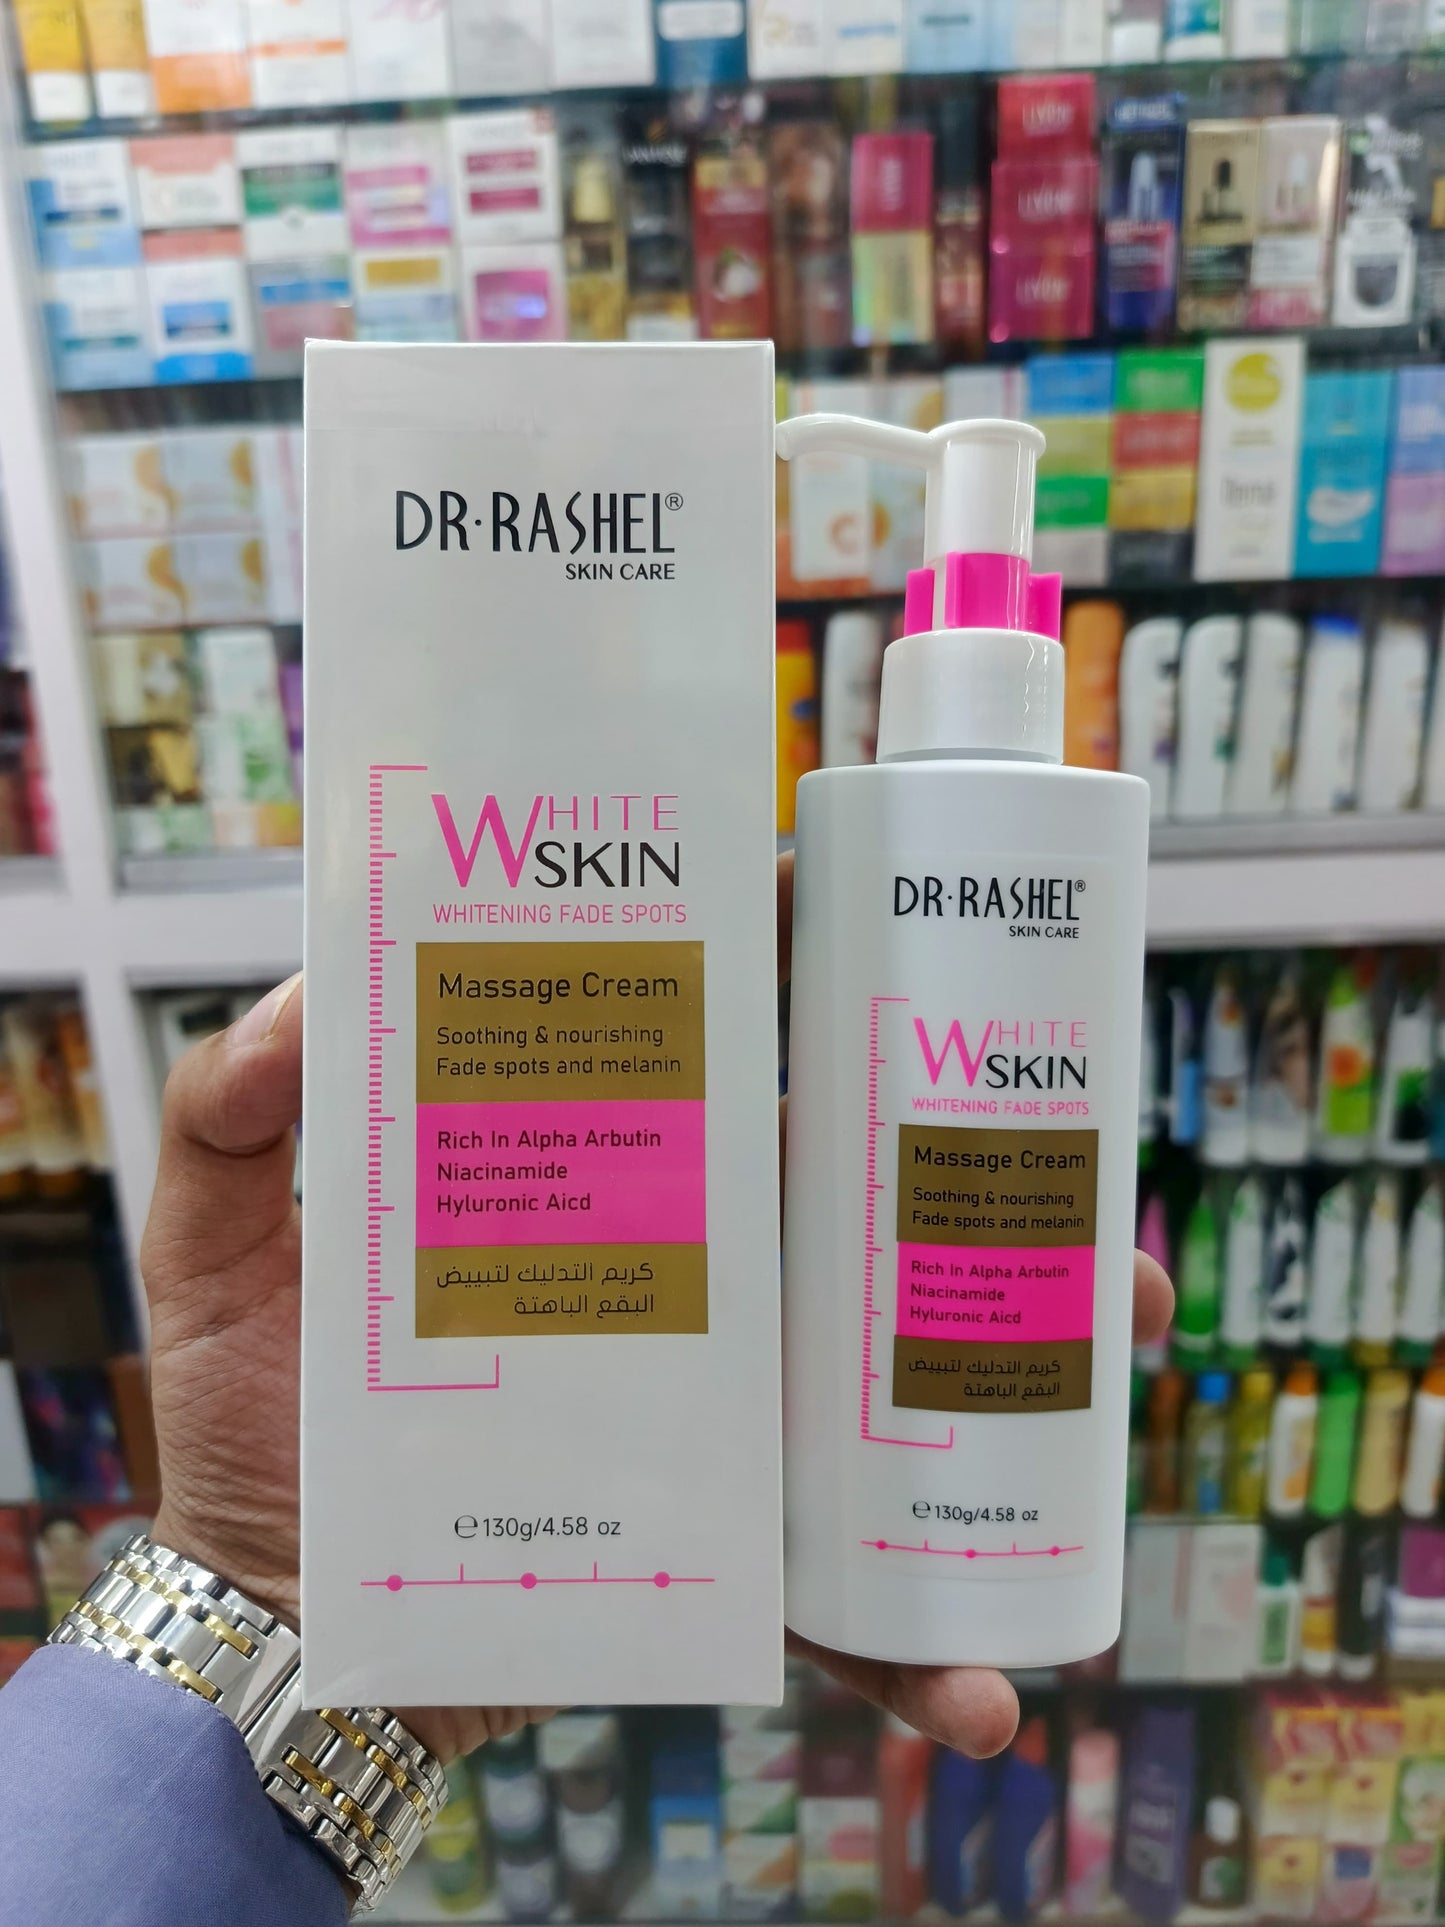 DR·RASHEL®
SKIN CARE
WHITE
SKIN
WHITENING FADE SPOTS
Massage Cream
Soothing & nourishing
Fade spots and melanin
Rich In Alpha Arbutin
Niacinamide
Hyluronic Aicd
كريم التدليك لتبييض
البقع الباهتة
℮130g/4.58 oz
DR·RASHEL®
SKIN CARE
WHITE
SKIN
WHITENING FADE SPOTS
Massage Cream
Soothing & nourishing
Fade spots and melanin
Rich In Alpha Arbutin
Niacinamide
Hyluronic Aicd
كريم التدليك لتبييض
البقع الباهتة
℮130g/4.58 oz